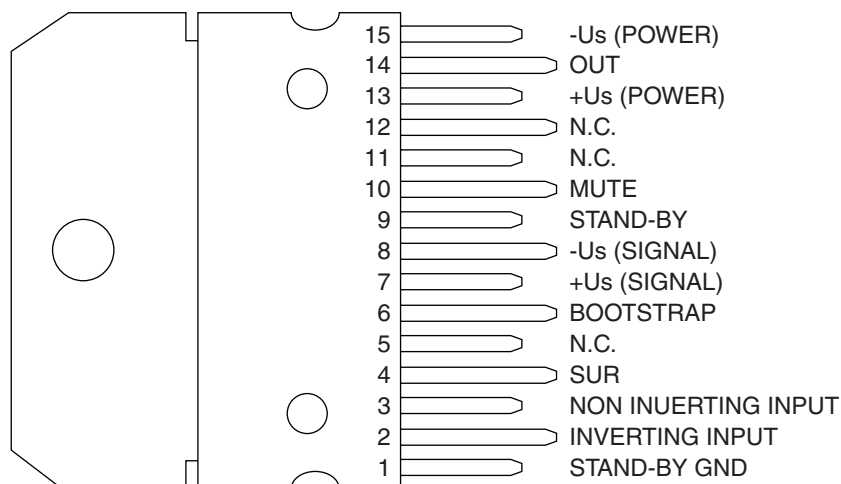 15 -Us (POWER)
14 OUT
13 +Us (POWER)
12 N.C.
11 N.C.
10 MUTE
9 STAND-BY
8 -Us (SIGNAL)
7 +Us (SIGNAL)
6 BOOTSTRAP
5 N.C.
4 SUR
3 NON INUERTING INPUT
2 INVERTING INPUT
1 STAND-BY GND